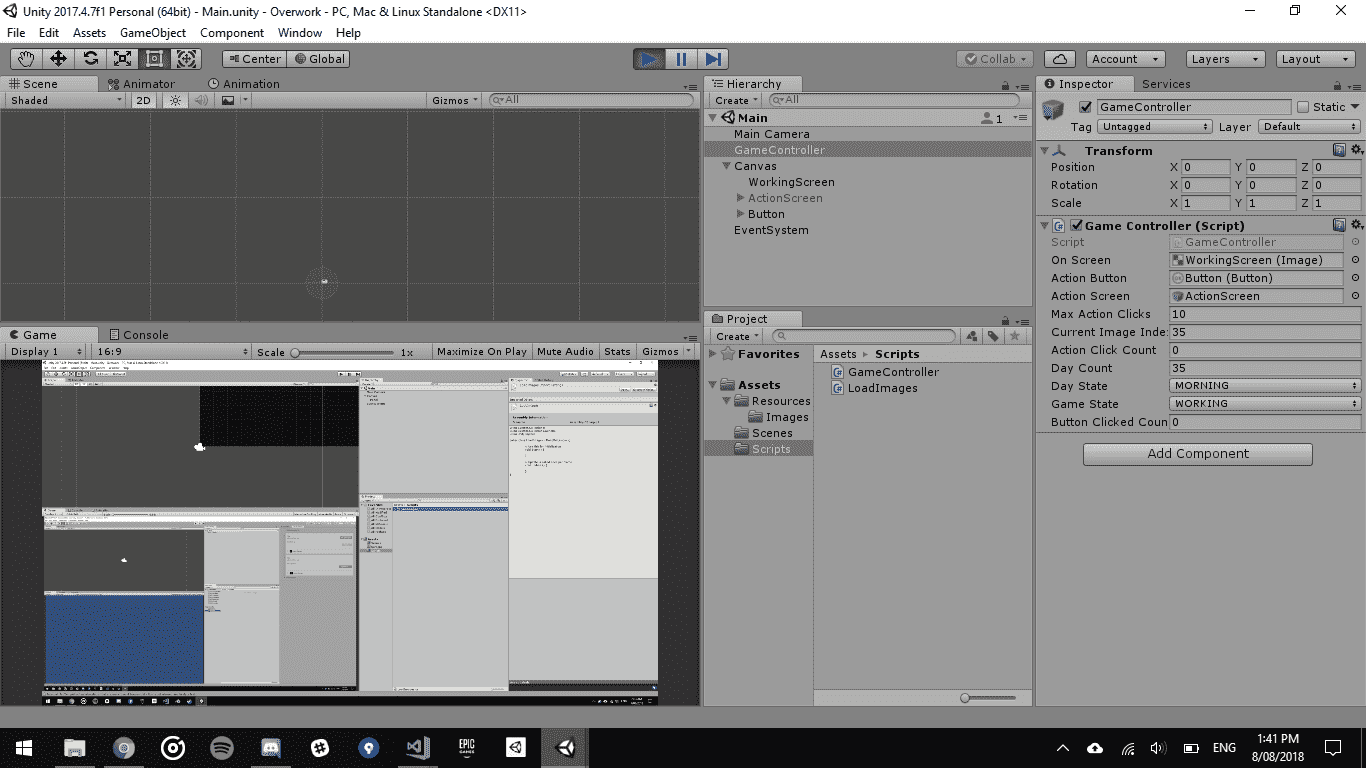 Unity 2017.4.7f1 Personal (64bit) - Main.unity - Overwork - PC, Mac & Linux Standalone <DX11>
File Edit Assets GameObject Component Window Help
Center Global
Collab Account Layers Layout
Scene Animator Animation
Shaded 2D Gizmos All
Hierarchy
Create All
Main 1
Main Camera
GameController
Canvas
WorkingScreen
ActionScreen
Button
EventSystem
Inspector Services
GameController Static
Tag Untagged Layer Default
Transform
Position X 0 Y 0 Z 0
Rotation X 0 Y 0 Z 0
Scale X 1 Y 1 Z 1
Game Controller (Script)
Script GameController
On Screen WorkingScreen (Image)
Action Button Button (Button)
Action Screen ActionScreen
Max Action Clicks 10
Current Image Inde: 35
Action Click Count 0
Day Count 35
Day State MORNING
Game State WORKING
Button Clicked Coun 0
Add Component
Game Console
Display 1 16:9 Scale 1x Maximize On Play Mute Audio Stats Gizmos
Project
Create
Favorites
Assets
Resources
Images
Scenes
Scripts
Assets Scripts
GameController
LoadImages
EPIC GAMES
ENG
1:41 PM
8/08/2018